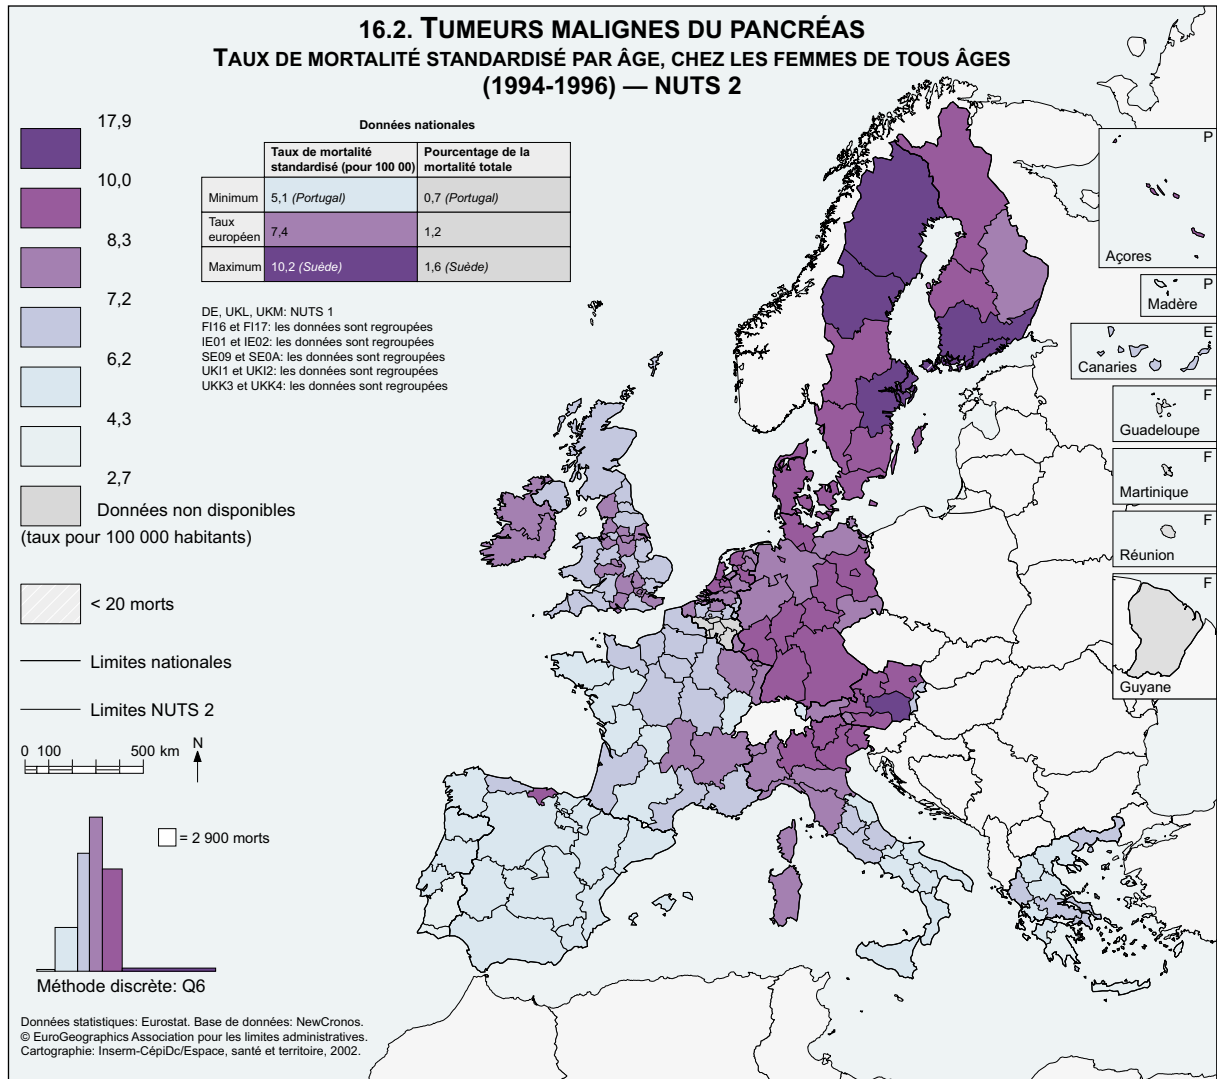 16.2. TUMEURS MALIGNES DU PANCRÉAS
TAUX DE MORTALITÉ STANDARDISÉ PAR ÂGE, CHEZ LES FEMMES DE TOUS ÂGES
(1994-1996) — NUTS 2
17,9
10,0
8,3
7,2
6,2
4,3
2,7
Données non disponibles
(taux pour 100 000 habitants)
< 20 morts
Limites nationales
Limites NUTS 2
0 100 500 km
N
Données nationales
Taux de mortalité standardisé (pour 100 00) Pourcentage de la mortalité totale
Minimum 5,1 (Portugal) 0,7 (Portugal)
Taux européen 7,4 1,2
Maximum 10,2 (Suède) 1,6 (Suède)
DE, UKL, UKM: NUTS 1
FI16 et FI17: les données sont regroupées
IE01 et IE02: les données sont regroupées
SE09 et SE0A: les données sont regroupées
UKI1 et UKI2: les données sont regroupées
UKK3 et UKK4: les données sont regroupées
P
Açores
P
Madère
E
Canaries
F
Guadeloupe
F
Martinique
F
Réunion
F
Guyane
= 2 900 morts
Méthode discrète: Q6
Données statistiques: Eurostat. Base de données: NewCronos.
© EuroGeographics Association pour les limites administratives.
Cartographie: Inserm-CépiDc/Espace, santé et territoire, 2002.